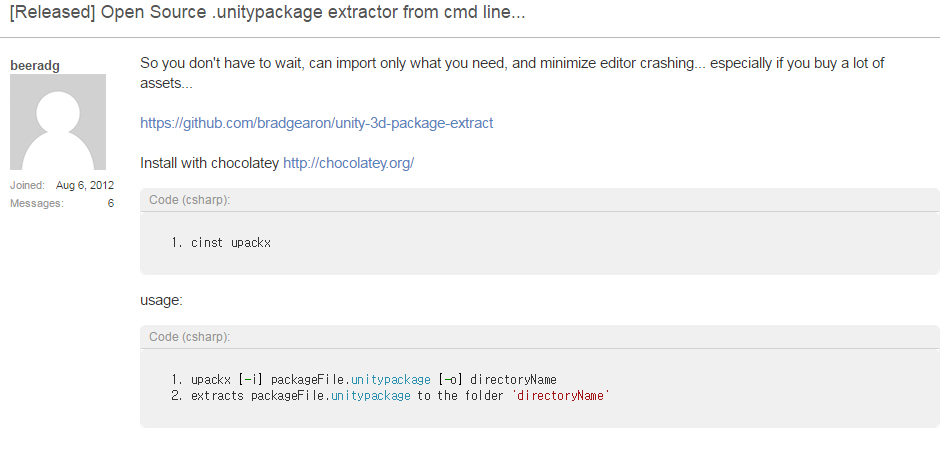 [Released] Open Source .unitypackage extractor from cmd line...
beeradg
Joined: Aug 6, 2012
Messages: 6
So you don't have to wait, can import only what you need, and minimize editor crashing... especially if you buy a lot of
assets...
https://github.com/bradgearon/unity-3d-package-extract
Install with chocolatey http://chocolatey.org/
Code (csharp):
1. cinst upackx
usage:
Code (csharp):
1. upackx [-i] packageFile.unitypackage [-o] directoryName
2. extracts packageFile.unitypackage to the folder 'directoryName'